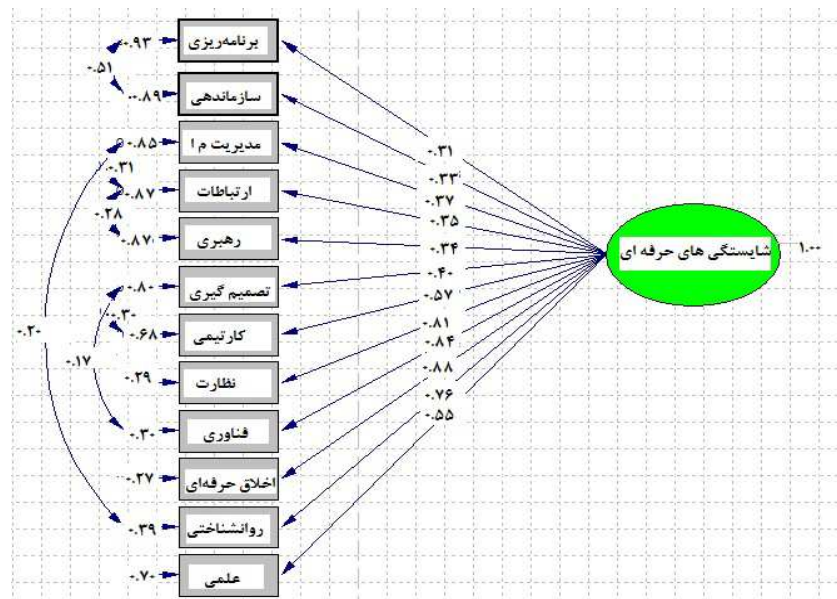 برنامه‌ریزی
سازماندهی
مدیریت م ا
ارتباطات
رهبری
تصمیم گیری
کارتیمی
نظارت
فناوری
اخلاق حرفه‌ای
روانشناختی
علمی
شایستگی های حرفه ای
۱.۰۰
۰.۳۱
۰.۳۳
۰.۳۷
۰.۳۵
۰.۳۴
۰.۴۰
۰.۵۷
۰.۸۱
۰.۸۴
۰.۸۸
۰.۷۶
۰.۵۵
۰.۹۳
۰.۸۹
۰.۸۵
۰.۸۷
۰.۸۷
۰.۸۰
۰.۶۸
۰.۲۹
۰.۳۰
۰.۲۷
۰.۳۹
۰.۷۰
۰.۵۱
۰.۳۱
۰.۲۸
۰.۳۰
۰.۱۷
۰.۲۰